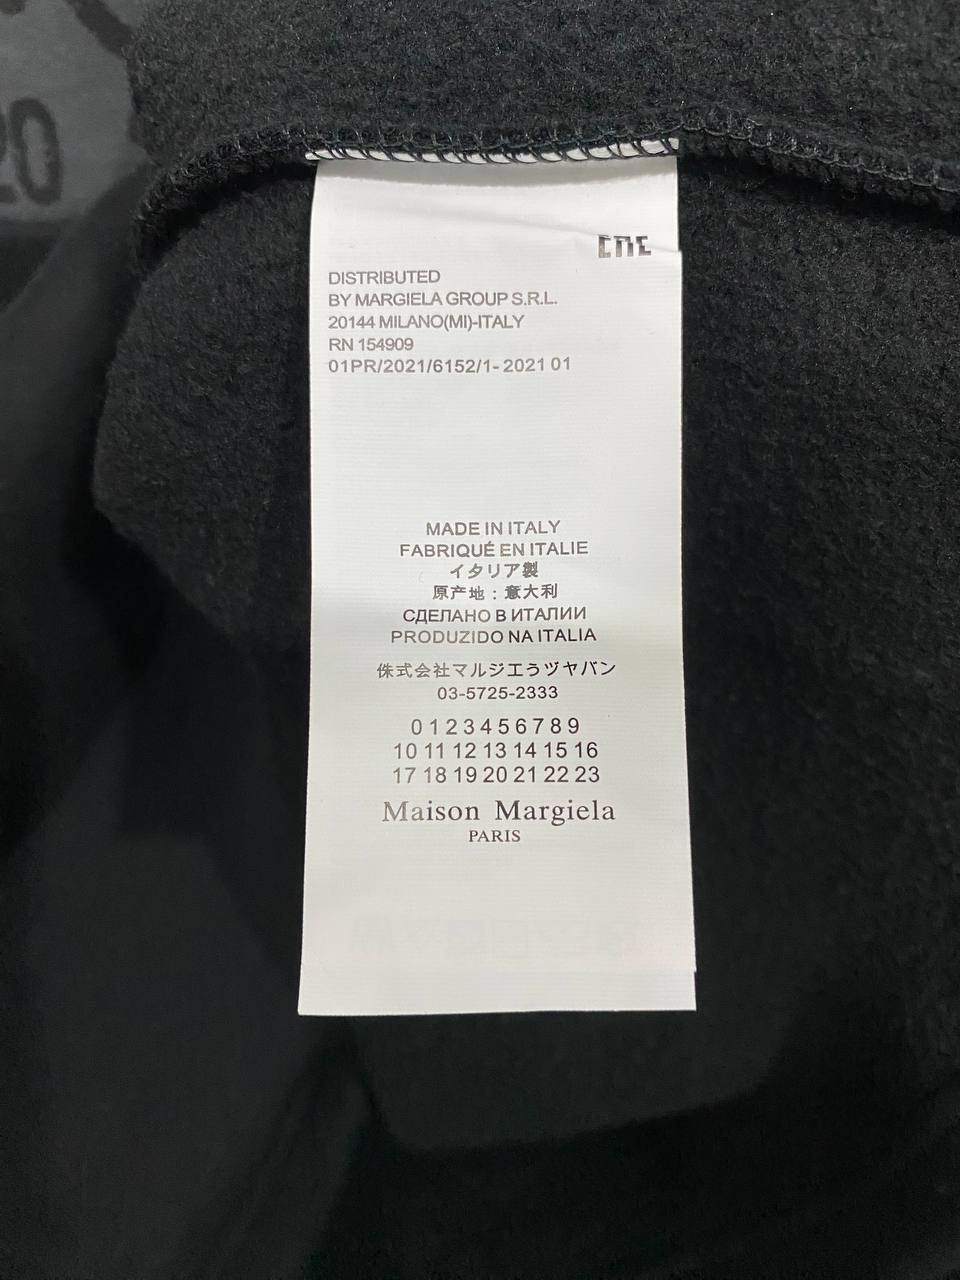 20
DISTRIBUTED
BY MARGIELA GROUP S.R.L.
20144 MILANO(MI)-ITALY
RN 154909
01PR/2021/6152/1- 2021 01
MADE IN ITALY
FABRIQUÉ EN ITALIE
イタリア製
原产地：意大利
СДЕЛАНО В ИТАЛИИ
PRODUZIDO NA ITALIA
侏式会社マルジエうヅヤバン
03-5725-2333
0 1 2 3 4 5 6 7 8 9
10 11 12 13 14 15 16
17 18 19 20 21 22 23
Maison Margiela
PARIS